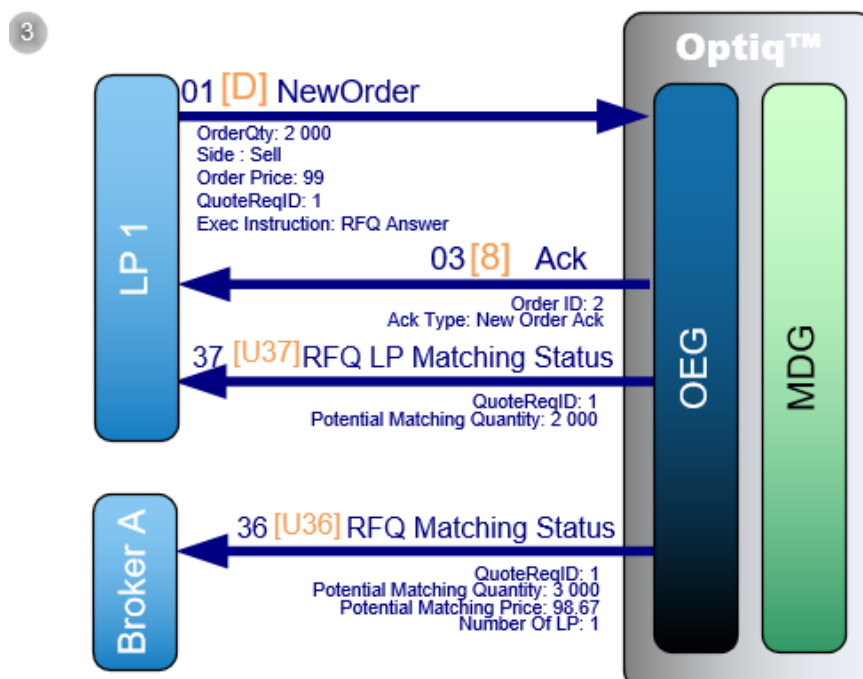 3
Optiq™
01 [D] NewOrder
OrderQty: 2 000
Side : Sell
Order Price: 99
QuoteReqID: 1
Exec Instruction: RFQ Answer
LP 1
03 [8] Ack
Order ID: 2
Ack Type: New Order Ack
37 [U37] RFQ LP Matching Status
QuoteReqID: 1
Potential Matching Quantity: 2 000
OEG
MDG
Broker A
36 [U36] RFQ Matching Status
QuoteReqID: 1
Potential Matching Quantity: 3 000
Potential Matching Price: 98.67
Number Of LP: 1